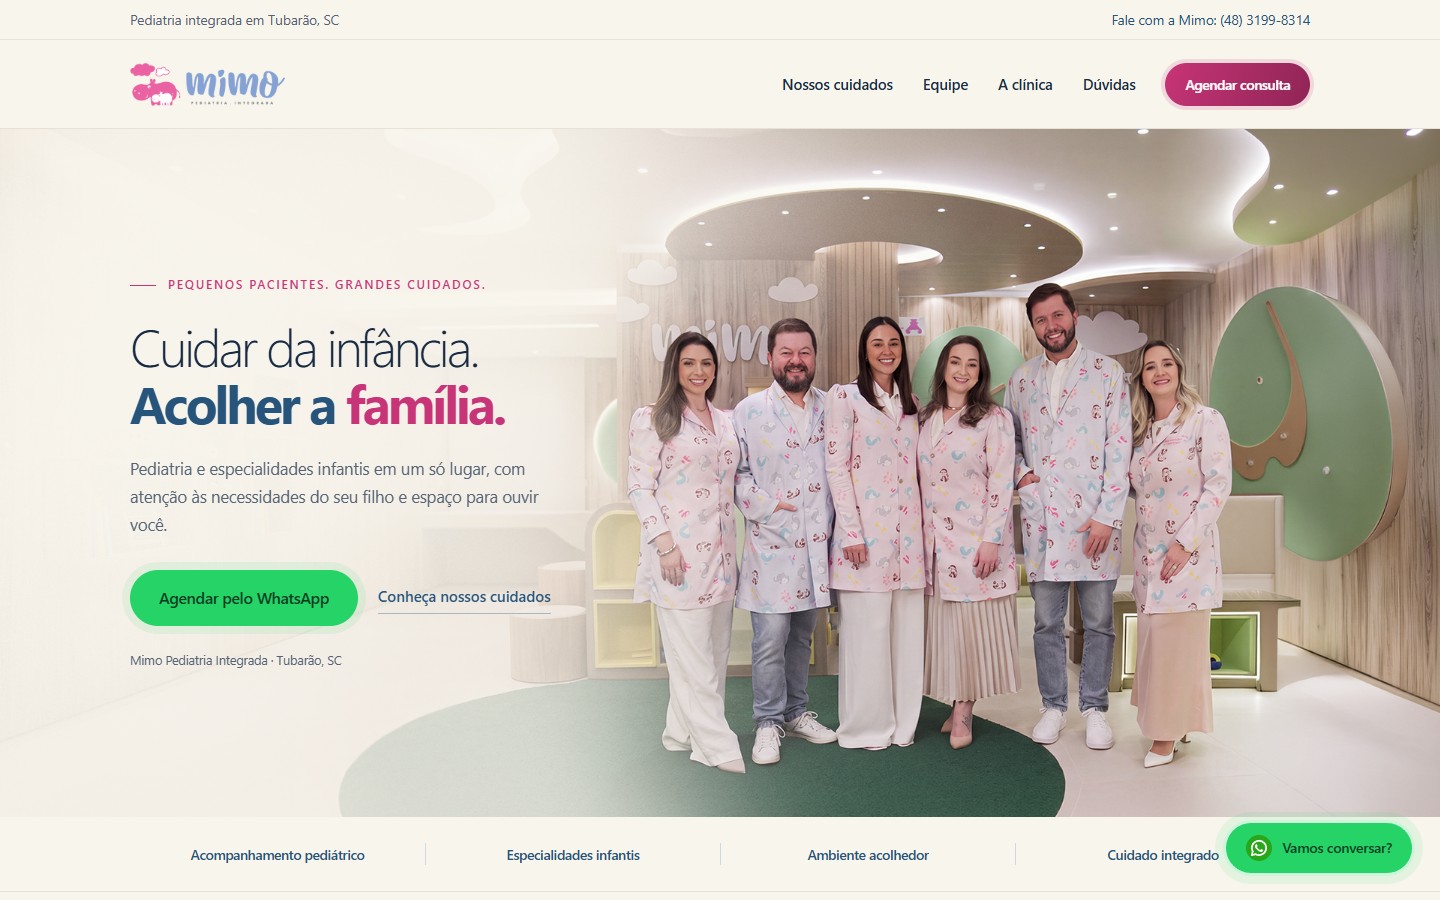 Pediatria integrada em Tubarão, SC
Fale com a Mimo: (48) 3199-8314
mimo
PEDIATRIA INTEGRADA
Nossos cuidados
Equipe
A clínica
Dúvidas
Agendar consulta
PEQUENOS PACIENTES. GRANDES CUIDADOS.
Cuidar da infância.
Acolher a família.
Pediatria e especialidades infantis em um só lugar, com
atenção às necessidades do seu filho e espaço para ouvir
você.
Agendar pelo WhatsApp
Conheça nossos cuidados
Mimo Pediatria Integrada · Tubarão, SC
Acompanhamento pediátrico
Especialidades infantis
Ambiente acolhedor
Cuidado integrado
Vamos conversar?